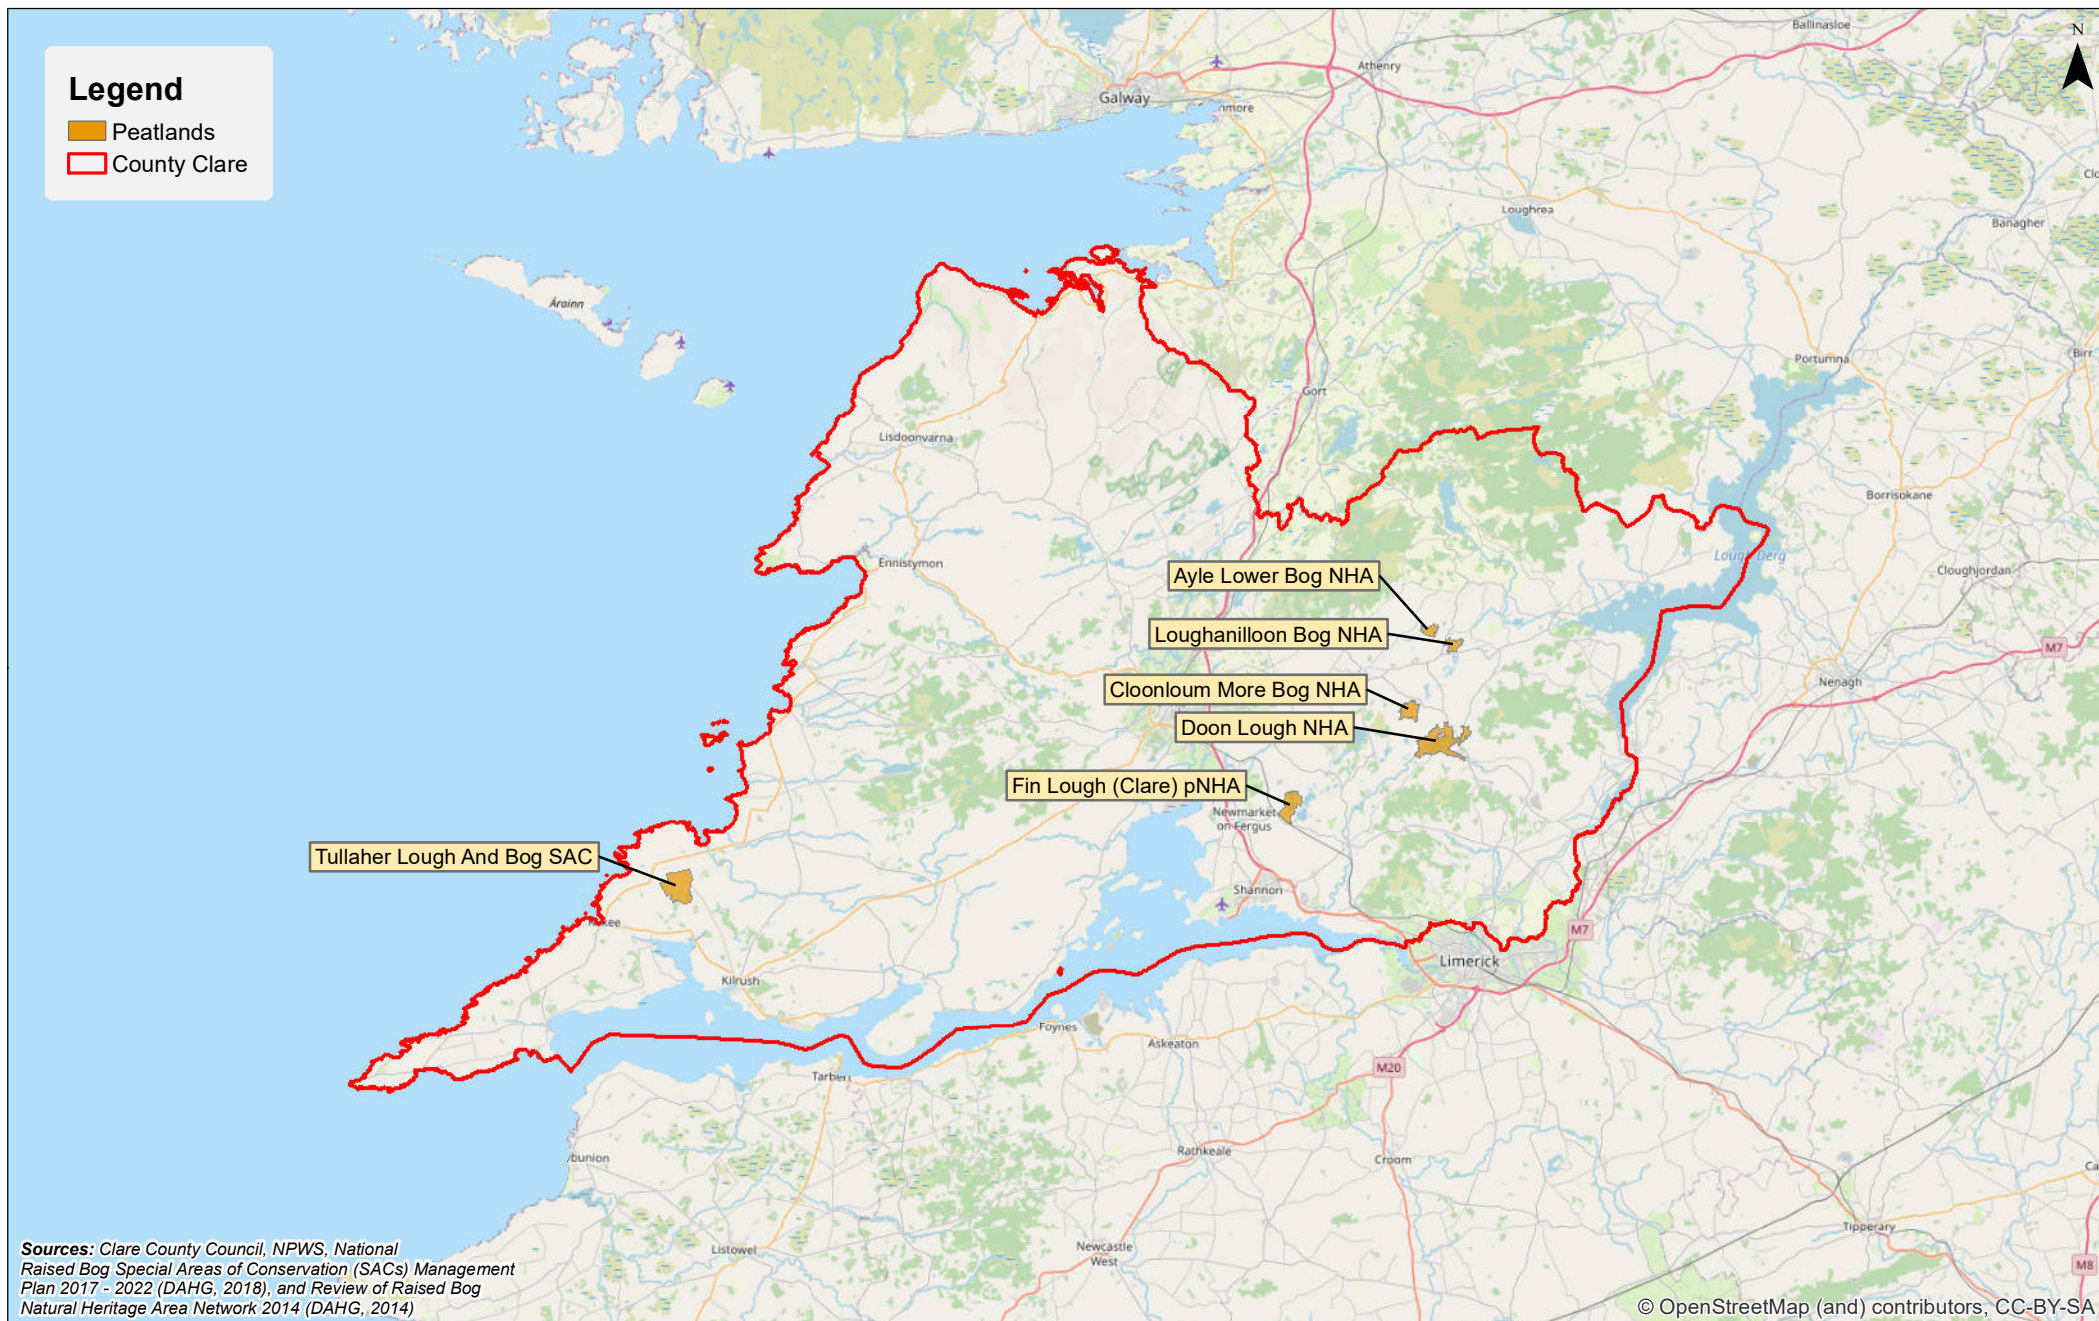 Ballinasloe
N
Legend
Peatlands
County Clare
Athenry
Galway
nmore
Loughrea
Banagher
Árainn
Portumna
Birr
Gort
Lisdoonvarna
Borrisokane
Lough Derg
Ennistymon
Cloughjordan
Ayle Lower Bog NHA
Loughanilloon Bog NHA
M7
Nenagh
Cloonloum More Bog NHA
Doon Lough NHA
Fin Lough (Clare) pNHA
Newmarket
on Fergus
Tullaher Lough And Bog SAC
Shannon
kee
M7
Limerick
Kilrush
Foynes
Askeaton
M20
Tarbert
Rathkeale
Croom
bunion
Tipperary
Listowel
Newcastle
West
M8
Sources: Clare County Council, NPWS, National
Raised Bog Special Areas of Conservation (SACs) Management
Plan 2017 - 2022 (DAHG, 2018), and Review of Raised Bog
Natural Heritage Area Network 2014 (DAHG, 2014)
© OpenStreetMap (and) contributors, CC-BY-SA